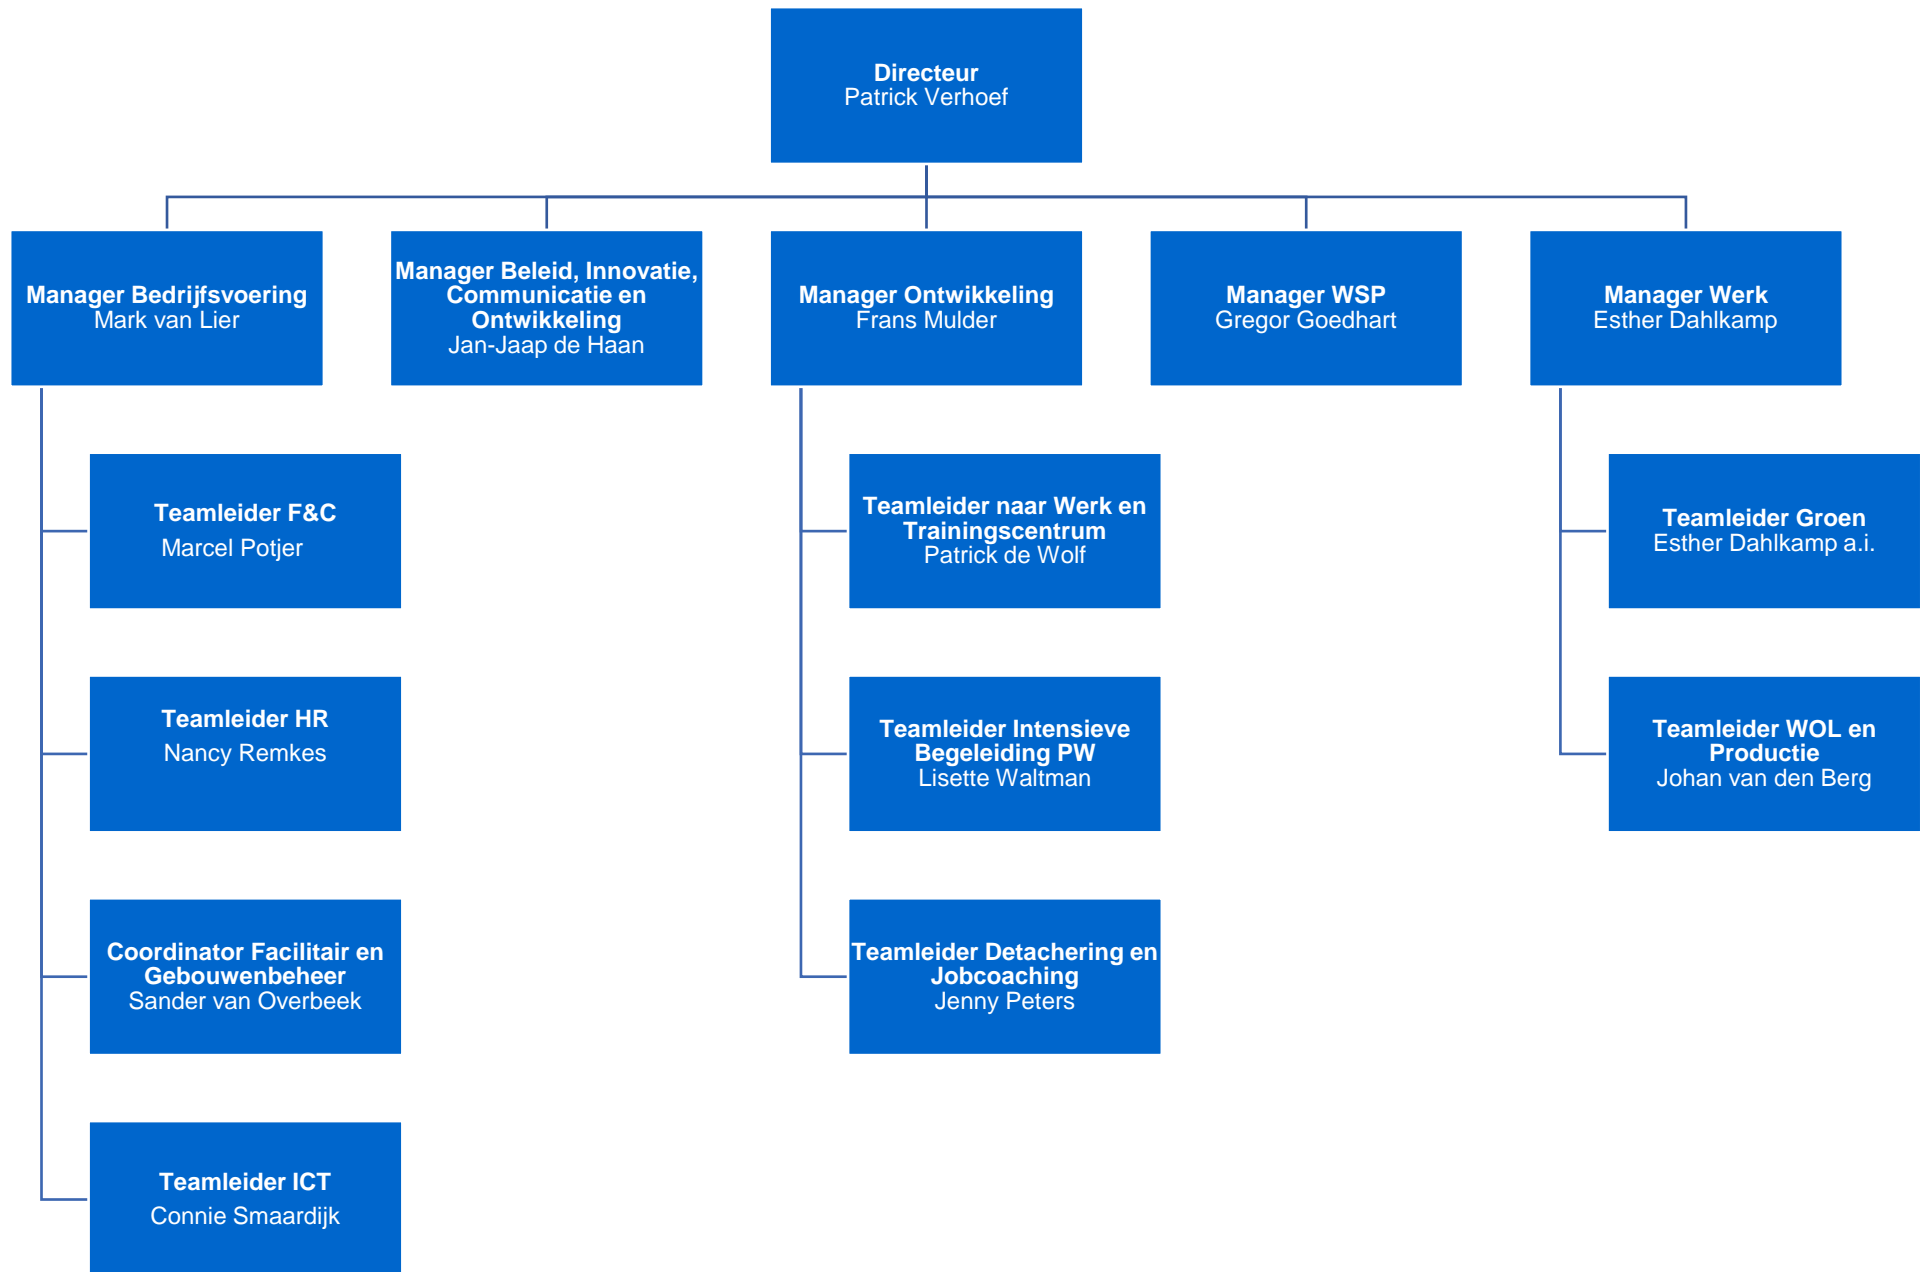 Directeur
Patrick Verhoef
Manager Bedrijfsvoering
Mark van Lier
Manager Beleid, Innovatie,
Communicatie en
Ontwikkeling
Jan-Jaap de Haan
Manager Ontwikkeling
Frans Mulder
Manager WSP
Gregor Goedhart
Manager Werk
Esther Dahlkamp
Teamleider F&C
Marcel Potjer
Teamleider HR
Nancy Remkes
Coordinator Facilitair en
Gebouwenbeheer
Sander van Overbeek
Teamleider ICT
Connie Smaardijk
Teamleider naar Werk en
Trainingscentrum
Patrick de Wolf
Teamleider Intensieve
Begeleiding PW
Lisette Waltman
Teamleider Detachering en
Jobcoaching
Jenny Peters
Teamleider Groen
Esther Dahlkamp a.i.
Teamleider WOL en
Productie
Johan van den Berg